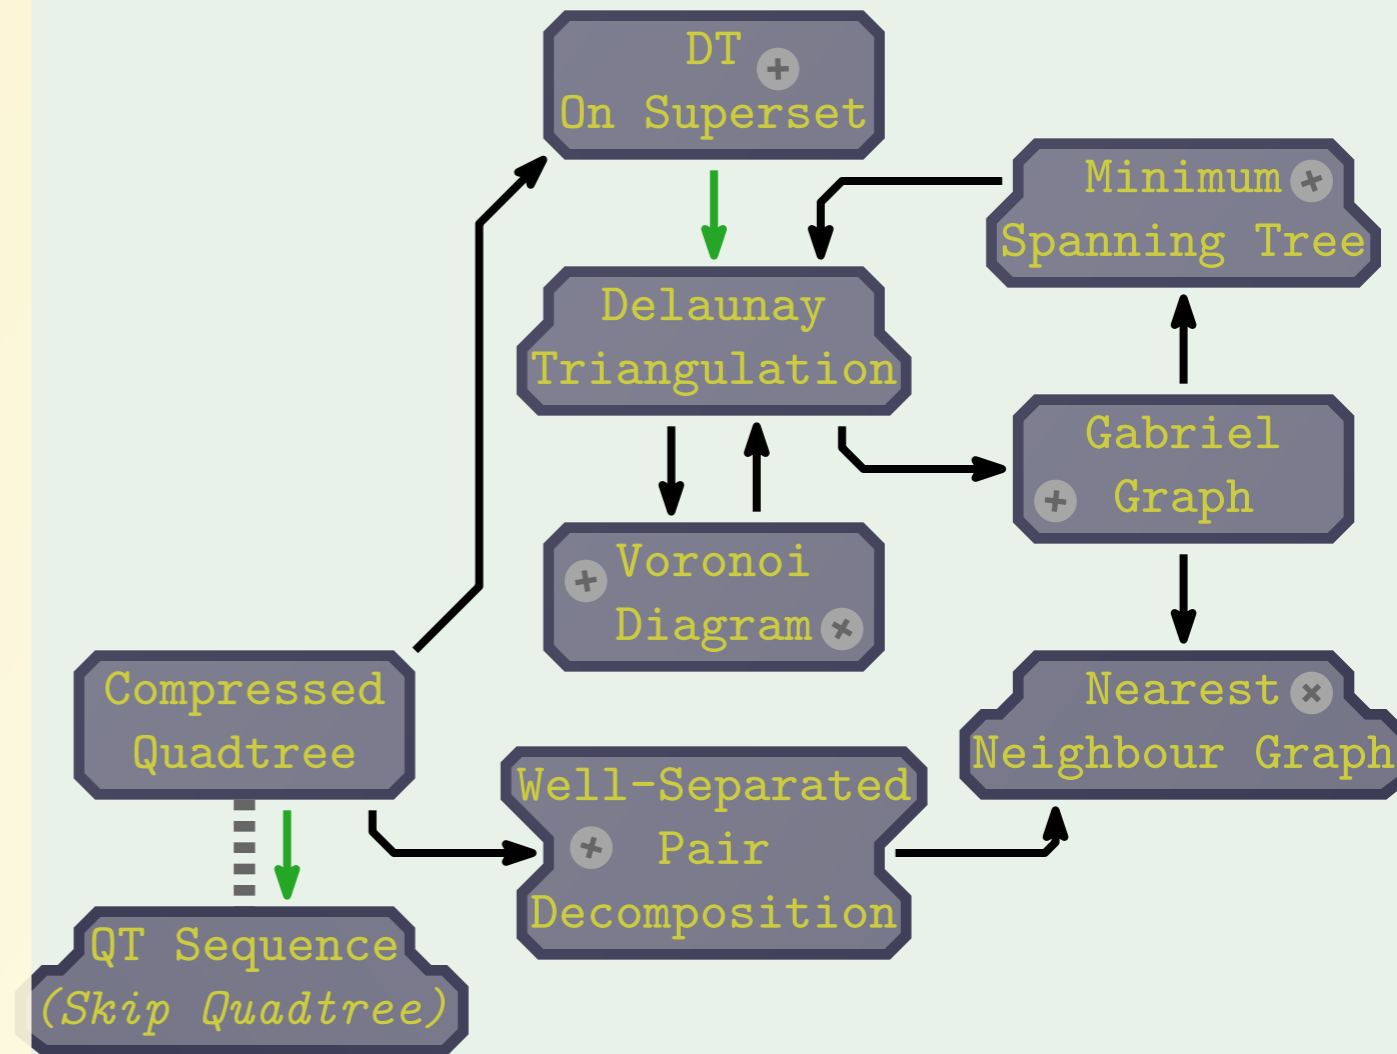 DT
On Superset
Minimum
Spanning Tree
Delaunay
Triangulation
Gabriel
Graph
Voronoi
Diagram
Compressed
Quadtree
Nearest
Neighbour Graph
Well-Separated
Pair
Decomposition
QT Sequence
(Skip Quadtree)